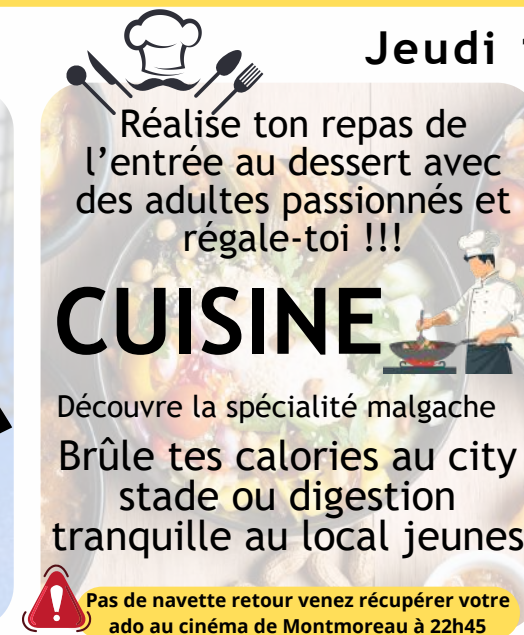 Jeudi
Réalise ton repas de
l'entrée au dessert avec
des adultes passionnés et
régale-toi !!!
CUISINE
Découvre la spécialité malgache
Brûle tes calories au city
stade ou digestion
tranquille au local jeunes
Pas de navette retour venez récupérer votre
ado au cinéma de Montmoreau à 22h45